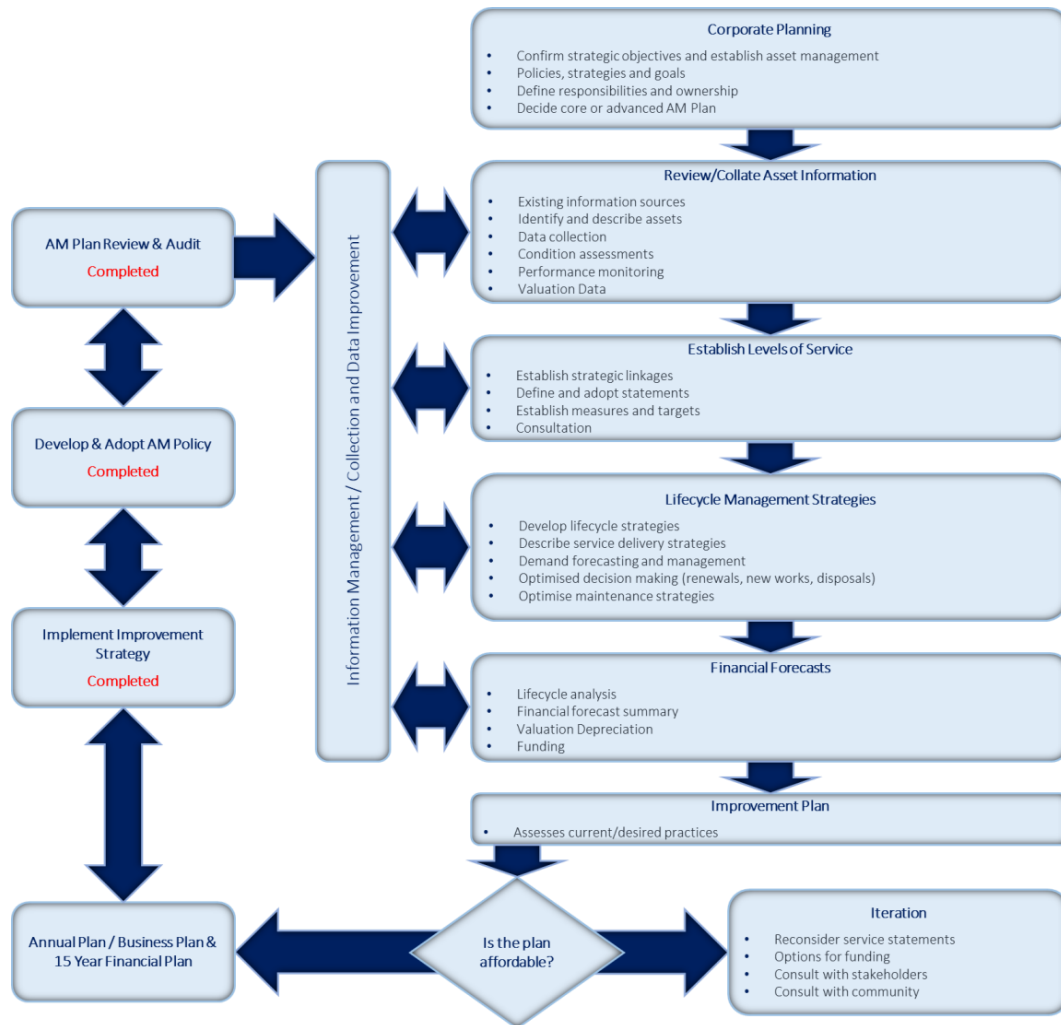 Corporate Planning
• Confirm strategic objectives and establish asset management
• Policies, strategies and goals
• Define responsibilities and ownership
• Decide core or advanced AM Plan
Review/Collate Asset Information
• Existing information sources
• Identify and describe assets
• Data collection
• Condition assessments
• Performance monitoring
• Valuation Data
Establish Levels of Service
• Establish strategic linkages
• Define and adopt statements
• Establish measures and targets
• Consultation
Lifecycle Management Strategies
• Develop lifecycle strategies
• Describe service delivery strategies
• Demand forecasting and management
• Optimised decision making (renewals, new works, disposals)
• Optimise maintenance strategies
Financial Forecasts
• Lifecycle analysis
• Financial forecast summary
• Valuation Depreciation
• Funding
Improvement Plan
• Assesses current/desired practices
Is the plan
affordable?
Iteration
• Reconsider service statements
• Options for funding
• Consult with stakeholders
• Consult with community
Annual Plan / Business Plan &
15 Year Financial Plan
Implement Improvement
Strategy
Completed
Develop & Adopt AM Policy
Completed
AM Plan Review & Audit
Completed
Information Management / Collection and Data Improvement